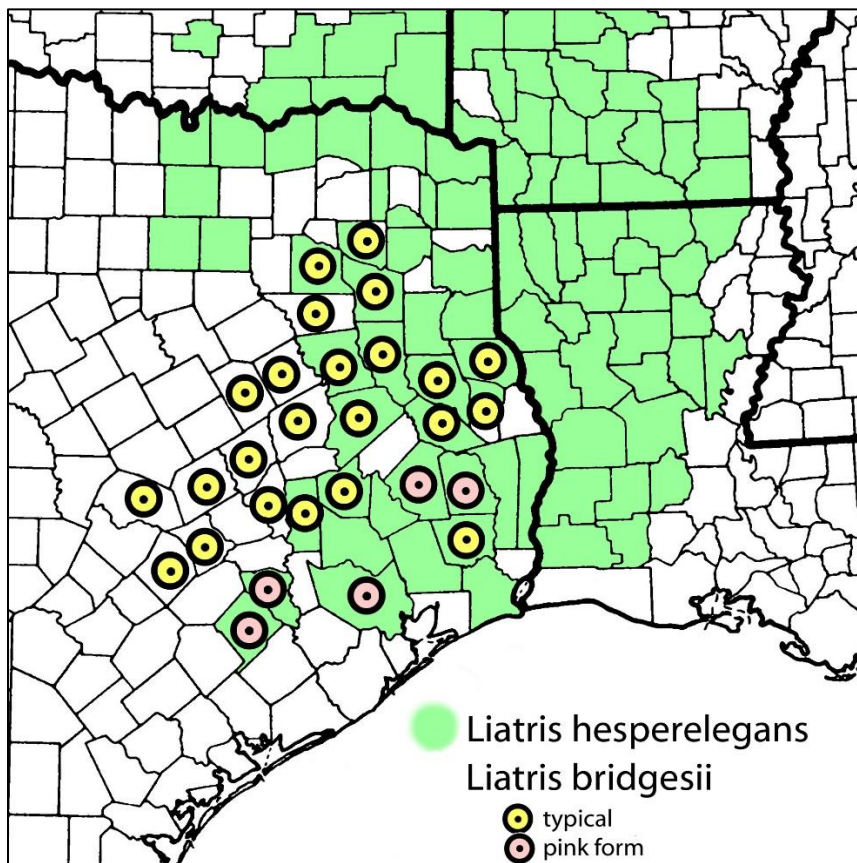 Liatris hesperelegans
Liatris bridgesii
typical
pink form